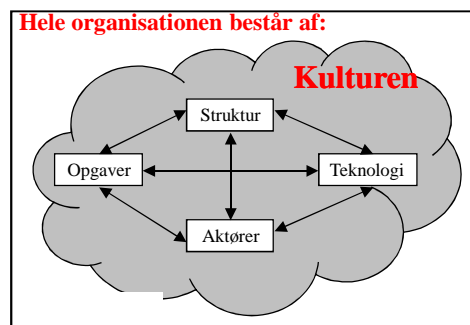 Hele organisationen består af:
Kulturen
Struktur
Opgaver
Teknologi
Aktører